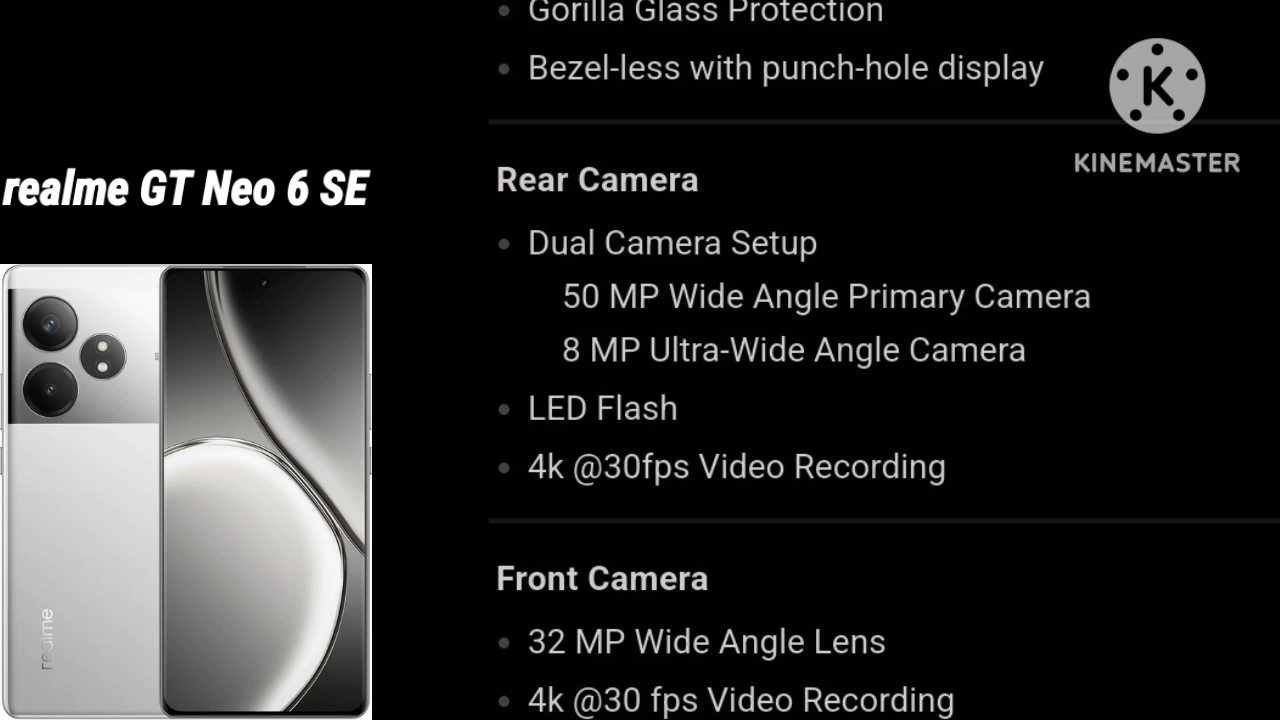 Gorilla Glass Protection
Bezel-less with punch-hole display
K
KINEMASTER
realme GT Neo 6 SE
Rear Camera
Dual Camera Setup
50 MP Wide Angle Primary Camera
8 MP Ultra-Wide Angle Camera
LED Flash
4k @30fps Video Recording
Front Camera
32 MP Wide Angle Lens
4k @30 fps Video Recording
realme